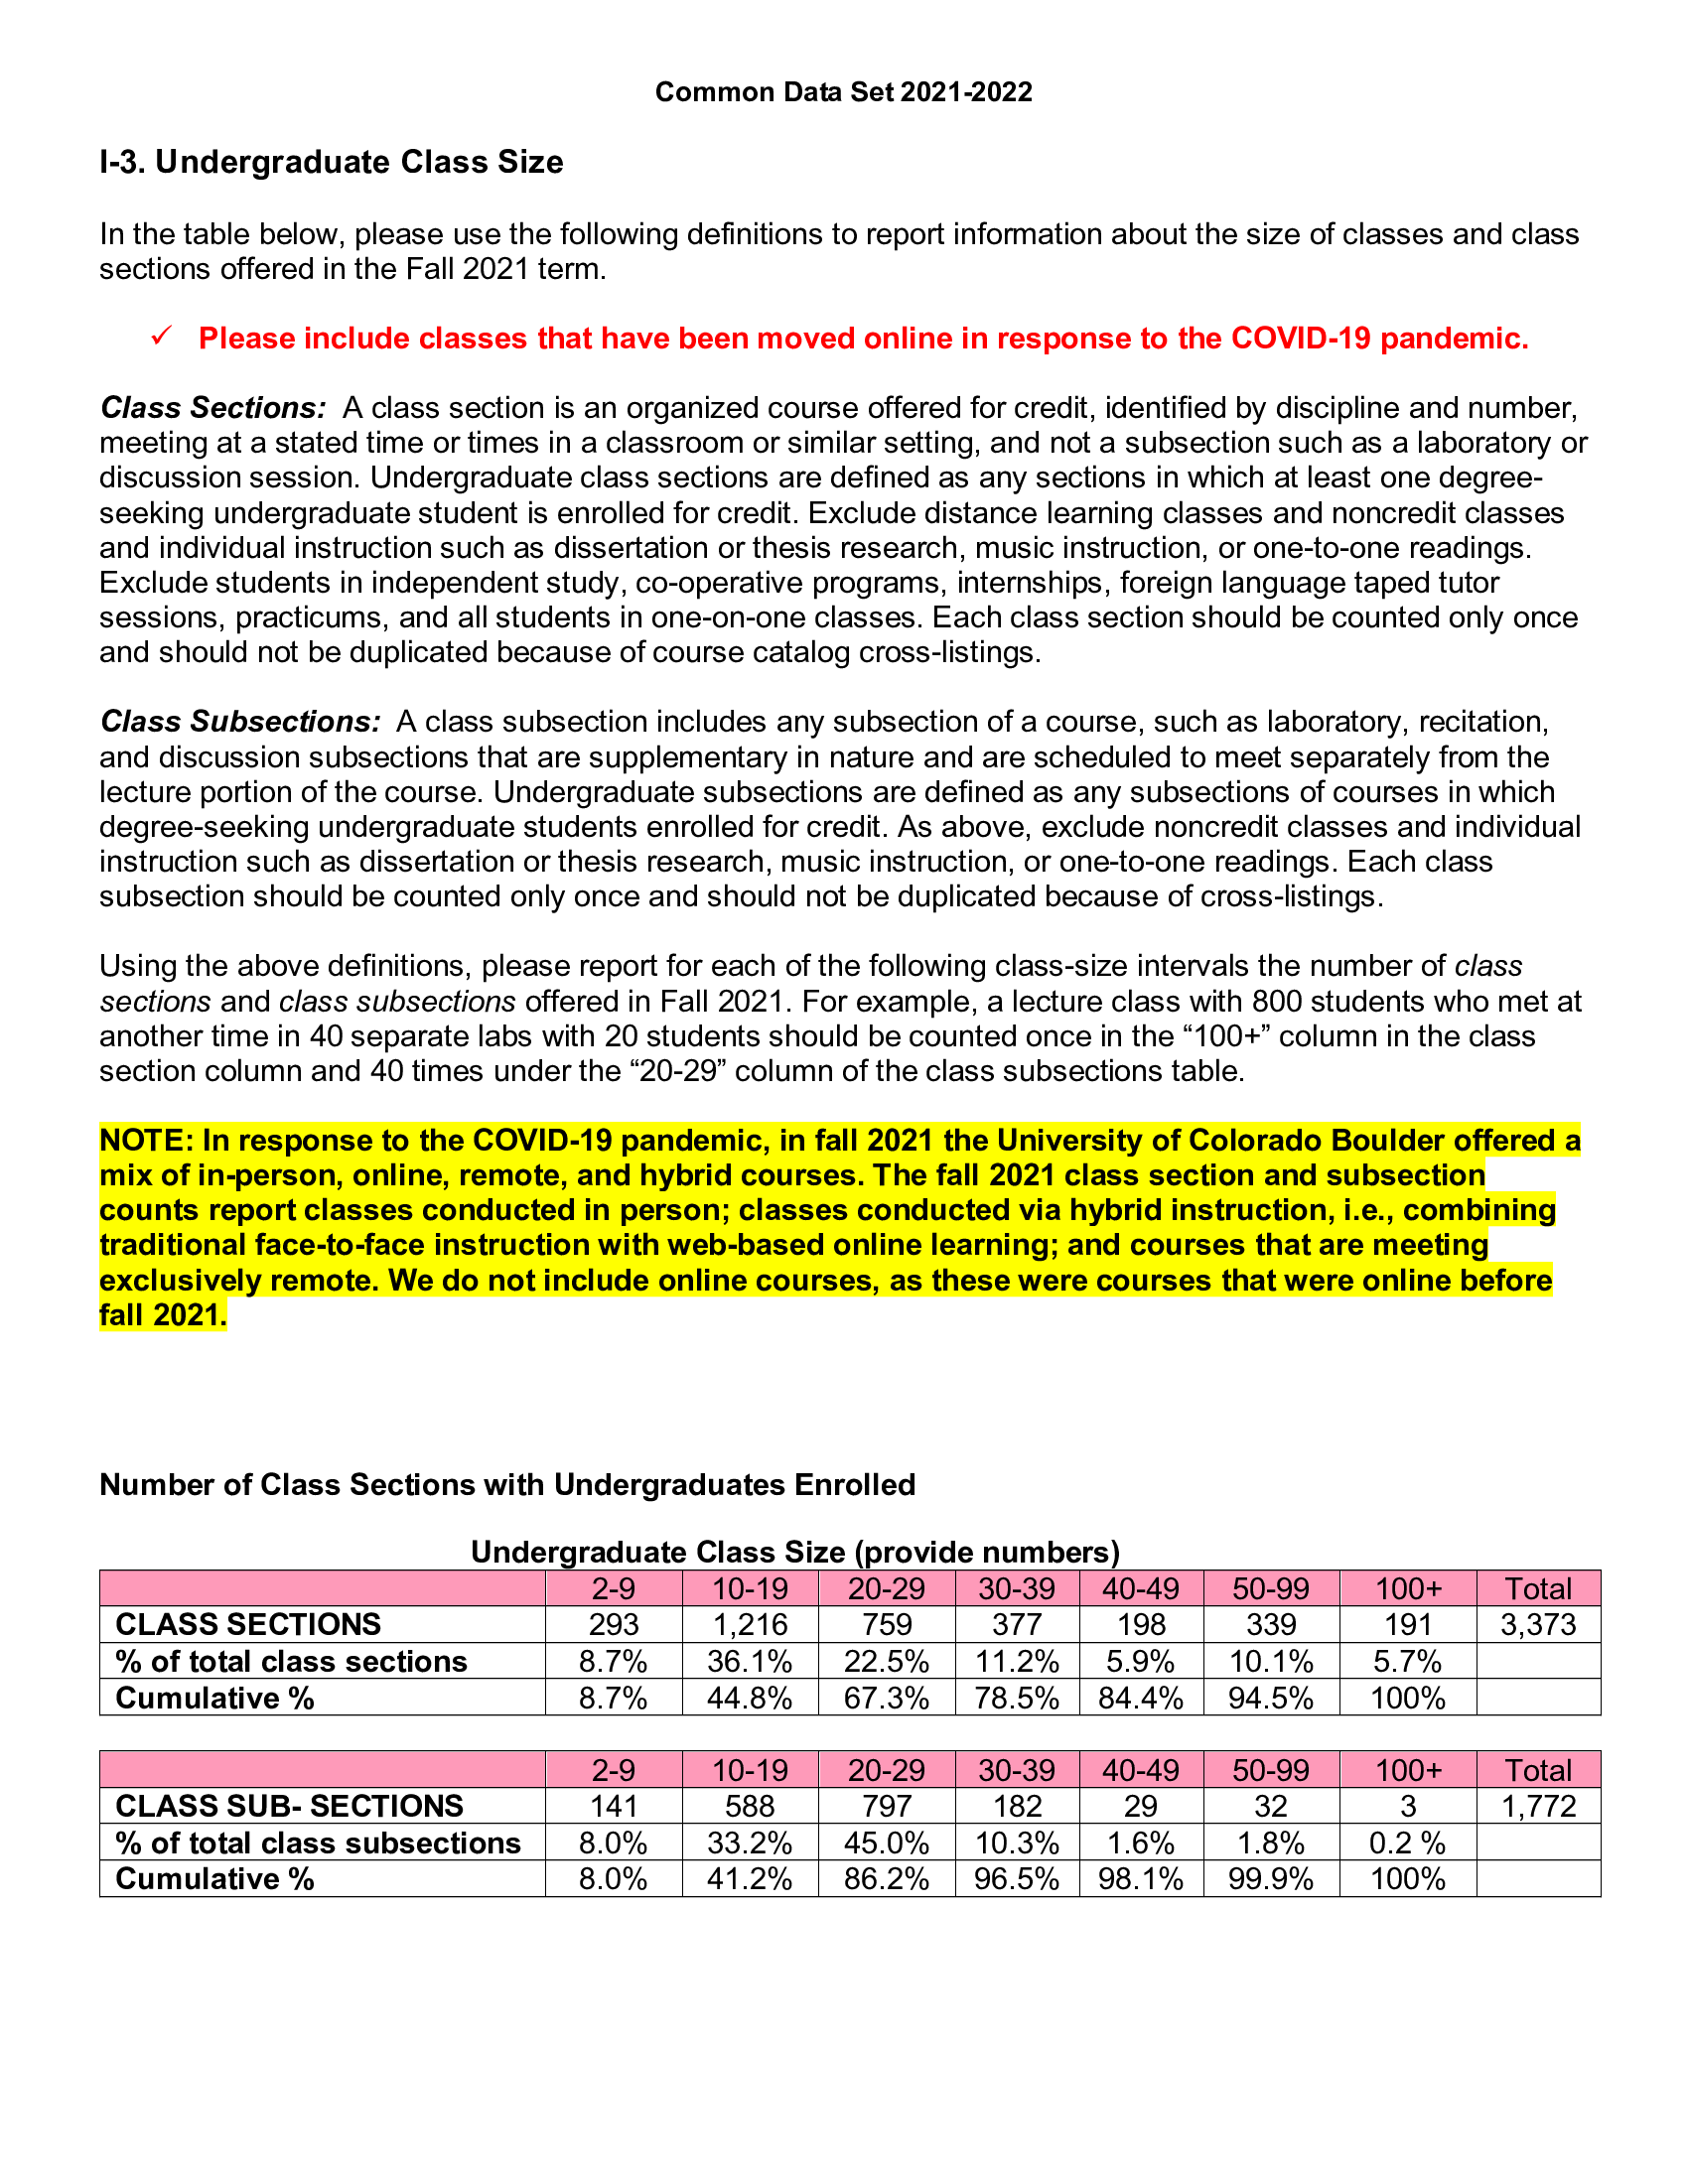 Common Data Set 2021-2022
I-3. Undergraduate Class Size
In the table below, please use the following definitions to report information about the size of classes and class
sections offered in the Fall 2021 term.
✓ Please include classes that have been moved online in response to the COVID-19 pandemic.
Class Sections: A class section is an organized course offered for credit, identified by discipline and number,
meeting at a stated time or times in a classroom or similar setting, and not a subsection such as a laboratory or
discussion session. Undergraduate class sections are defined as any sections in which at least one degree-
seeking undergraduate student is enrolled for credit. Exclude distance learning classes and noncredit classes
and individual instruction such as dissertation or thesis research, music instruction, or one-to-one readings.
Exclude students in independent study, co-operative programs, internships, foreign language taped tutor
sessions, practicums, and all students in one-on-one classes. Each class section should be counted only once
and should not be duplicated because of course catalog cross-listings.
Class Subsections: A class subsection includes any subsection of a course, such as laboratory, recitation,
and discussion subsections that are supplementary in nature and are scheduled to meet separately from the
lecture portion of the course. Undergraduate subsections are defined as any subsections of courses in which
degree-seeking undergraduate students enrolled for credit. As above, exclude noncredit classes and individual
instruction such as dissertation or thesis research, music instruction, or one-to-one readings. Each class
subsection should be counted only once and should not be duplicated because of cross-listings.
Using the above definitions, please report for each of the following class-size intervals the number of class
sections and class subsections offered in Fall 2021. For example, a lecture class with 800 students who met at
another time in 40 separate labs with 20 students should be counted once in the “100+” column in the class
section column and 40 times under the “20-29” column of the class subsections table.
NOTE: In response to the COVID-19 pandemic, in fall 2021 the University of Colorado Boulder offered a
mix of in-person, online, remote, and hybrid courses. The fall 2021 class section and subsection
counts report classes conducted in person; classes conducted via hybrid instruction, i.e., combining
traditional face-to-face instruction with web-based online learning; and courses that are meeting
exclusively remote. We do not include online courses, as these were courses that were online before
fall 2021.
Number of Class Sections with Undergraduates Enrolled
Undergraduate Class Size (provide numbers)
2-9 10-19 20-29 30-39 40-49 50-99 100+ Total
CLASS SECTIONS 293 1,216 759 377 198 339 191 3,373
% of total class sections 8.7% 36.1% 22.5% 11.2% 5.9% 10.1% 5.7%
Cumulative % 8.7% 44.8% 67.3% 78.5% 84.4% 94.5% 100%
2-9 10-19 20-29 30-39 40-49 50-99 100+ Total
CLASS SUB- SECTIONS 141 588 797 182 29 32 3 1,772
% of total class subsections 8.0% 33.2% 45.0% 10.3% 1.6% 1.8% 0.2 %
Cumulative % 8.0% 41.2% 86.2% 96.5% 98.1% 99.9% 100%